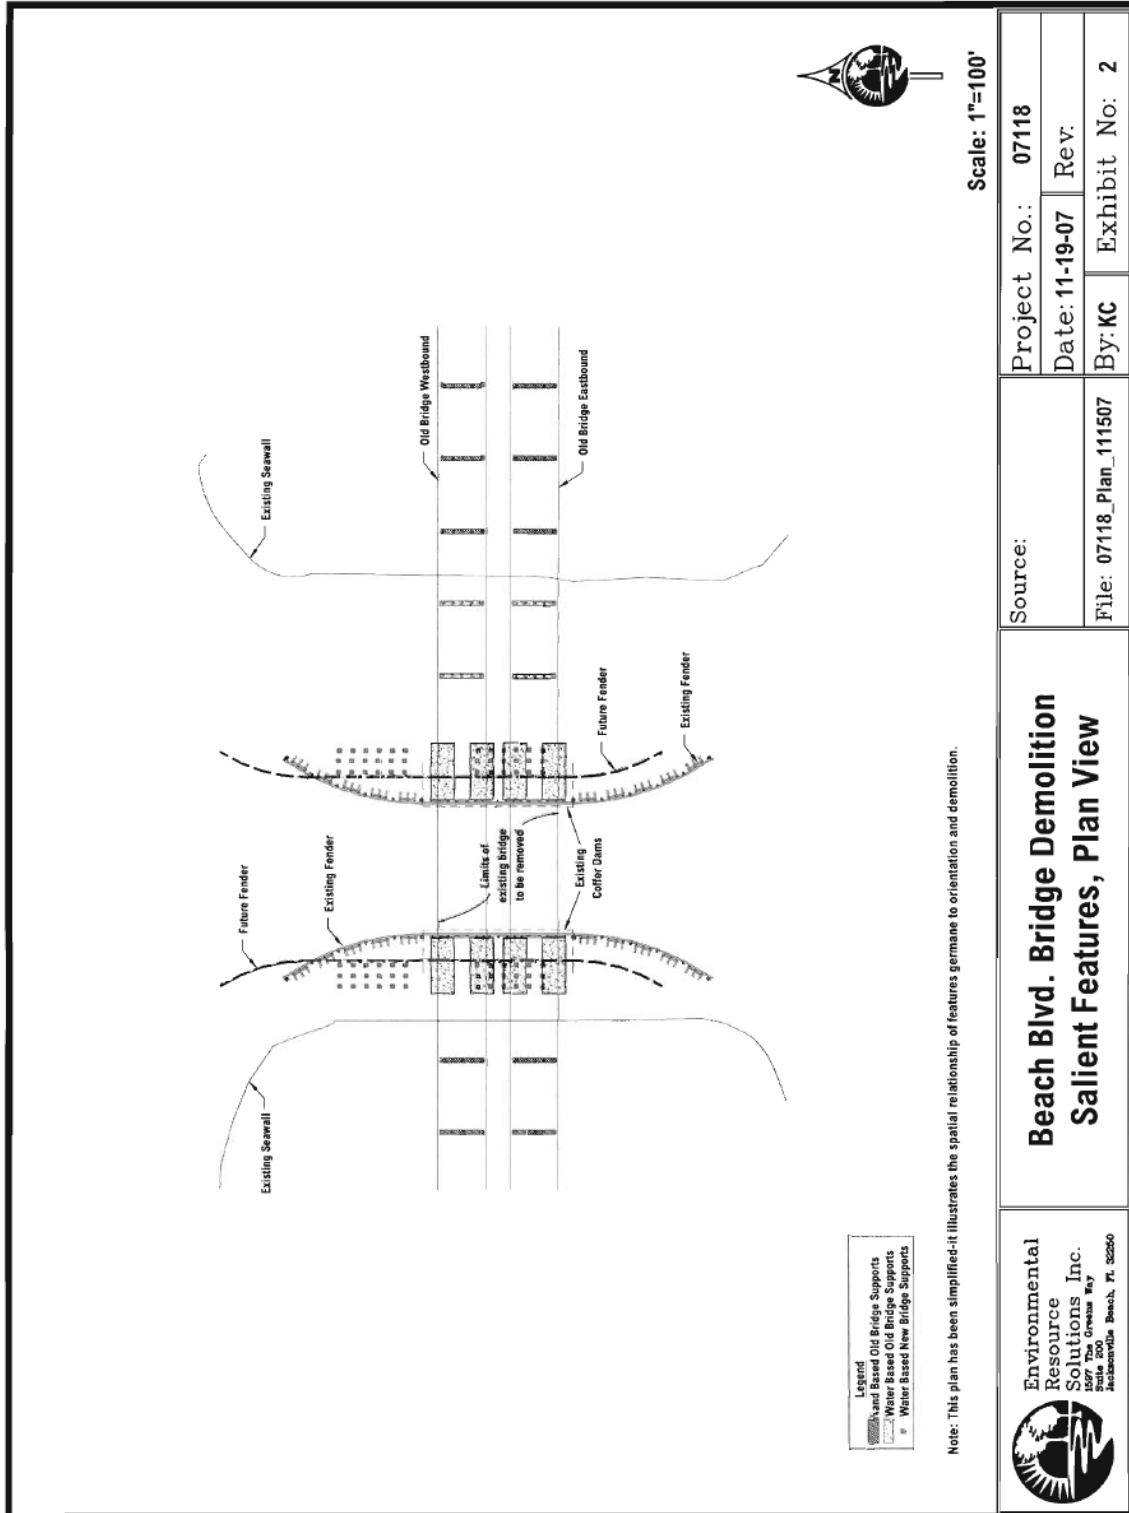 N
Scale: 1"=100'
Old Bridge Westbound
Old Bridge Eastbound
Existing Seawall
Future Fender
Existing Fender
Limits of
existing bridge
to be removed
Existing
Coffer Dams
Future Fender
Existing Fender
Existing Seawall
Legend
Land Based Old Bridge Supports
Water Based Old Bridge Supports
Water Based New Bridge Supports
Note: This plan has been simplified-it illustrates the spatial relationship of features germane to orientation and demolition.
Environmental
Resource
Solutions Inc.
1597 The Greens Way
Suite 200
Jacksonville Beach, FL 32250
Beach Blvd. Bridge Demolition
Salient Features, Plan View
Source:
File: 07118_Plan_111507
Project No.: 07118
Date: 11-19-07
Rev:
By: KC
Exhibit No: 2